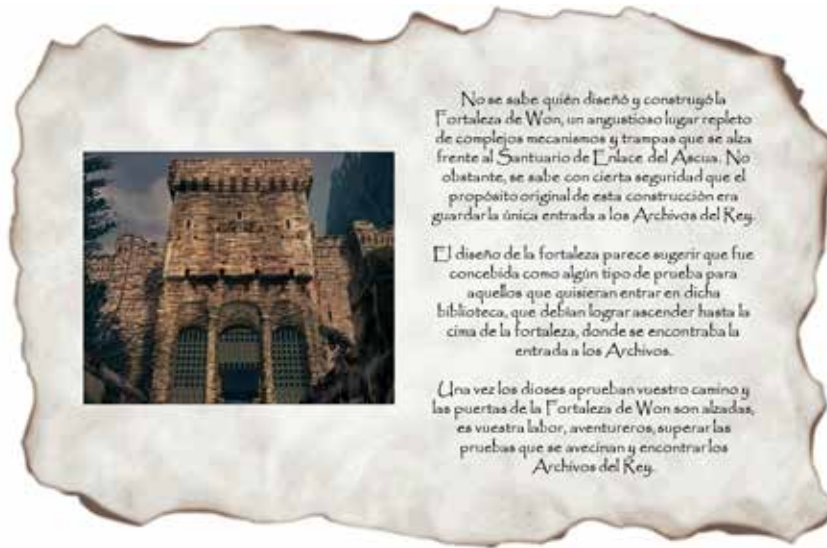 No se sabe quién diseñó y construyó la
Fortaleza de Won, un angustioso lugar repleto
de complejos mecanismos y trampas que se alza
frente al Santuario de Enlace del Ascua. No
obstante, se sabe con cierta seguridad que el
propósito original de esta construcción era
guardar la única entrada a los Archivos del Rey.
El diseño de la fortaleza parece sugerir que fue
concebida como algún tipo de prueba para
aquellos que quisieran entrar en dicha
biblioteca, que debían lograr ascender hasta la
cima de la fortaleza, donde se encontraba la
entrada a los Archivos.
Una vez los dioses aprueban vuestro camino y
las puertas de la Fortaleza de Won son alzadas,
es vuestra labor, aventureros, superar las
pruebas que se avecinan y encontrar los
Archivos del Rey.